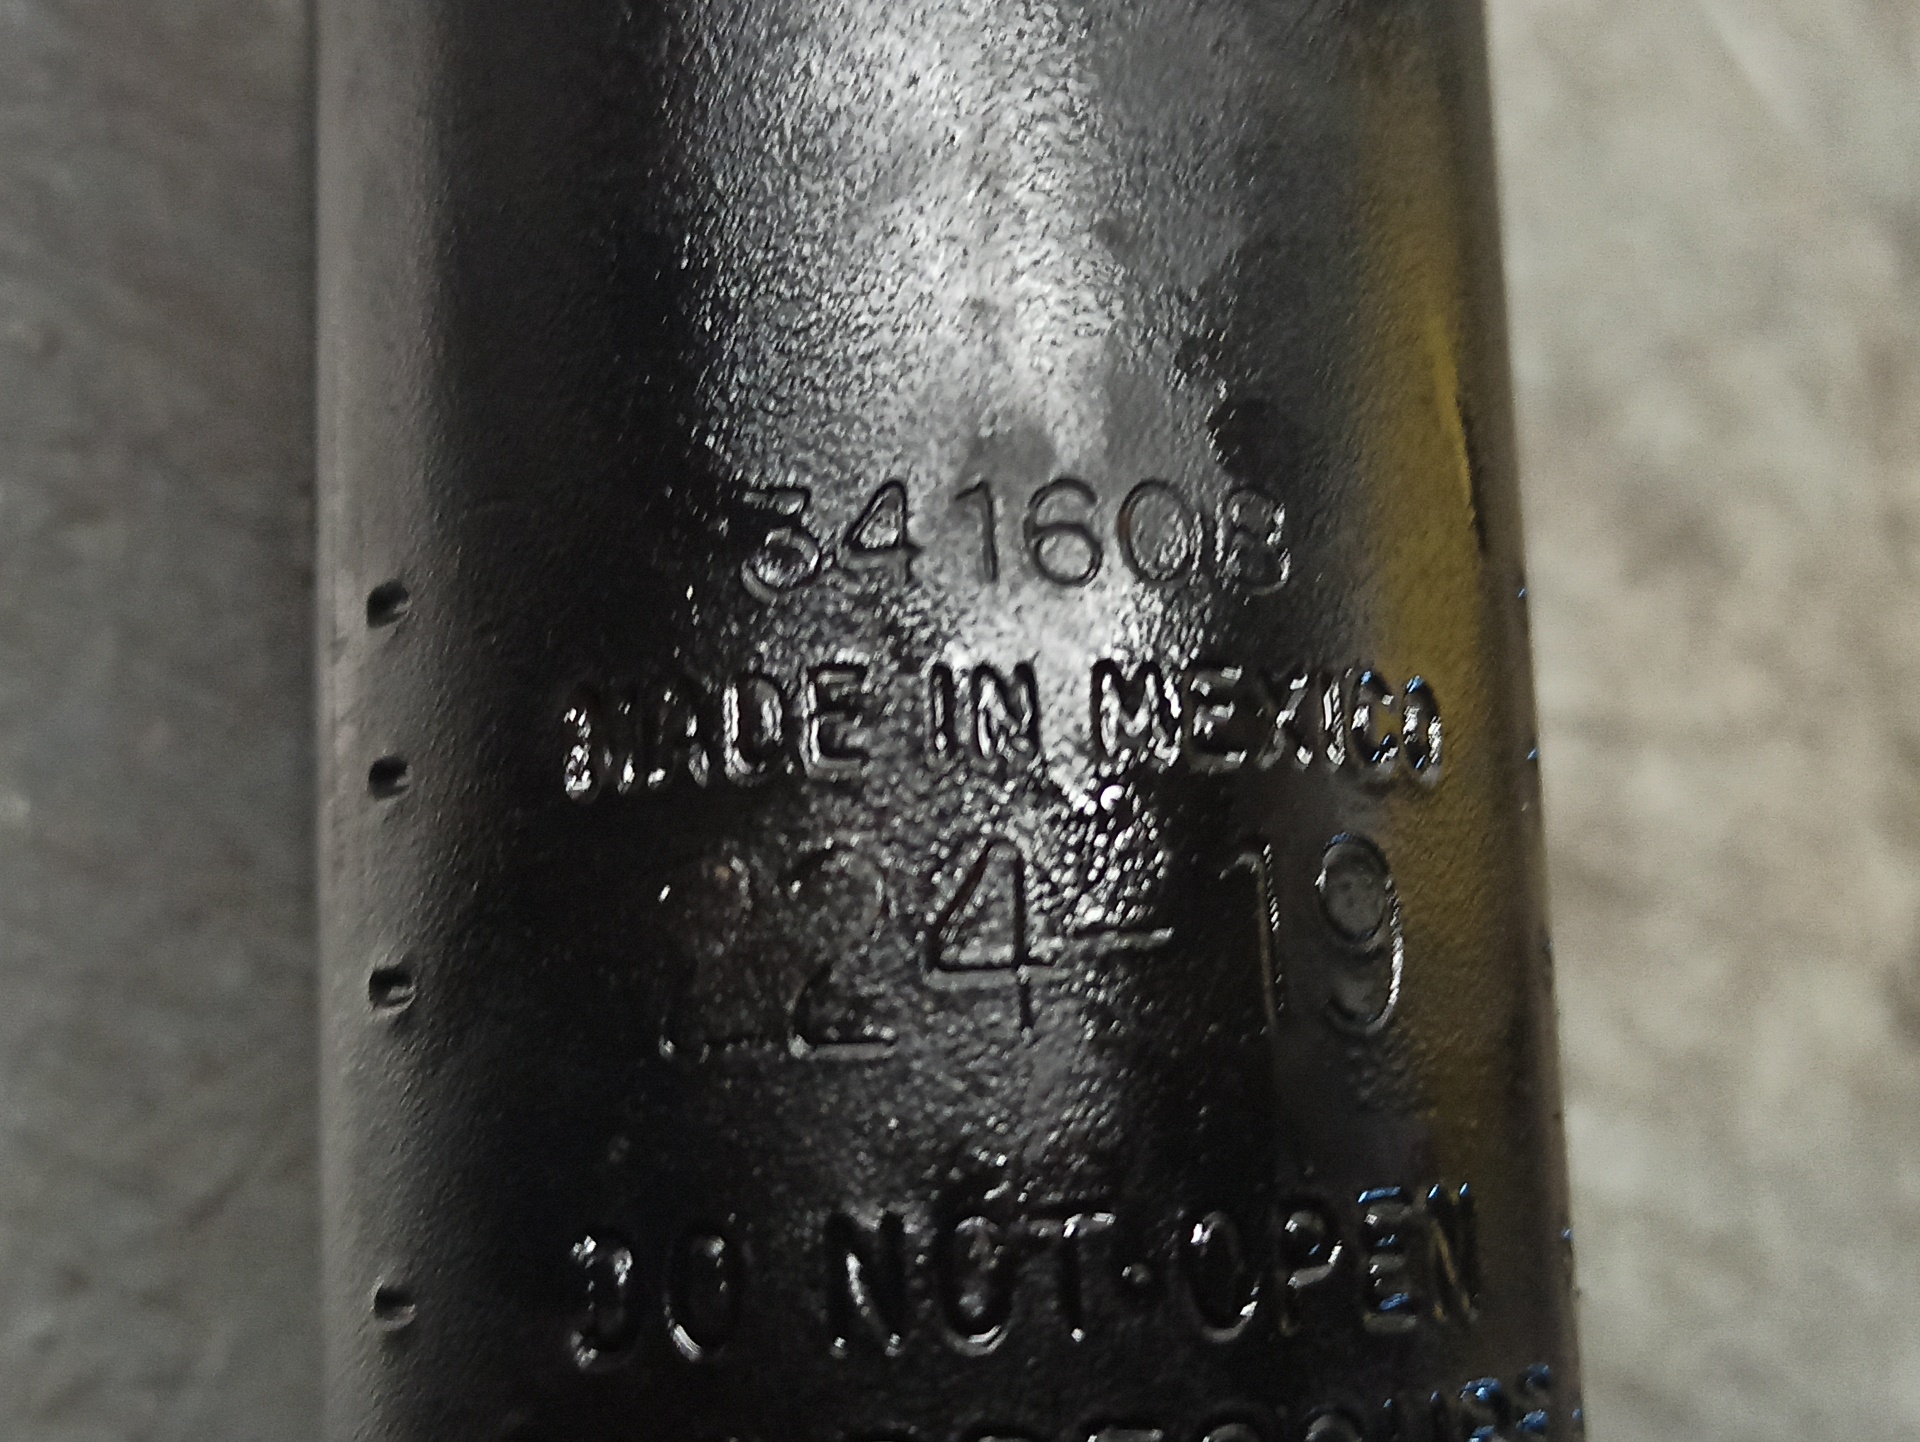 341608
MADE IN MEXICO
224-19
DO NOT OPEN